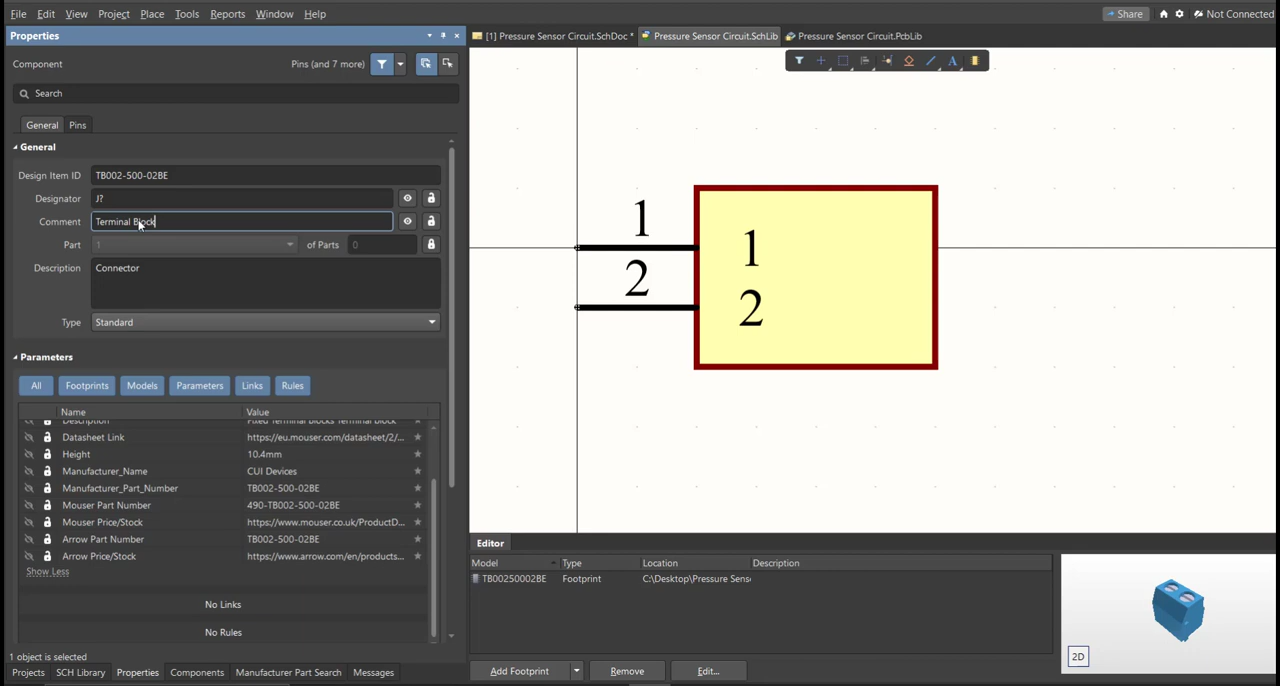 File Edit View Project Place Tools Reports Window Help Share Not Connected
Properties
[1] Pressure Sensor Circuit.SchDoc * Pressure Sensor Circuit.SchLib Pressure Sensor Circuit.PcbLib
Component Pins (and 7 more)
Search
General Pins
General
Design Item ID TB002-500-02BE
Designator J?
Comment Terminal Block
Part 1 of Parts 0
Description Connector
Type Standard
Parameters
All Footprints Models Parameters Links Rules
Name Value
Description Fixed Terminal Blocks Terminal block
Datasheet Link https://eu.mouser.com/datasheet/2/...
Height 10.4mm
Manufacturer_Name CUI Devices
Manufacturer_Part_Number TB002-500-02BE
Mouser Part Number 490-TB002-500-02BE
Mouser Price/Stock https://www.mouser.co.uk/ProductD...
Arrow Part Number TB002-500-02BE
Arrow Price/Stock https://www.arrow.com/en/products...
Show Less
No Links
No Rules
1 object is selected
Projects SCH Library Properties Components Manufacturer Part Search Messages
1
1
2
2
Editor
Model Type Location Description
TB00250002BE Footprint C:\Desktop\Pressure Sens
2D
Add Footprint Remove Edit...